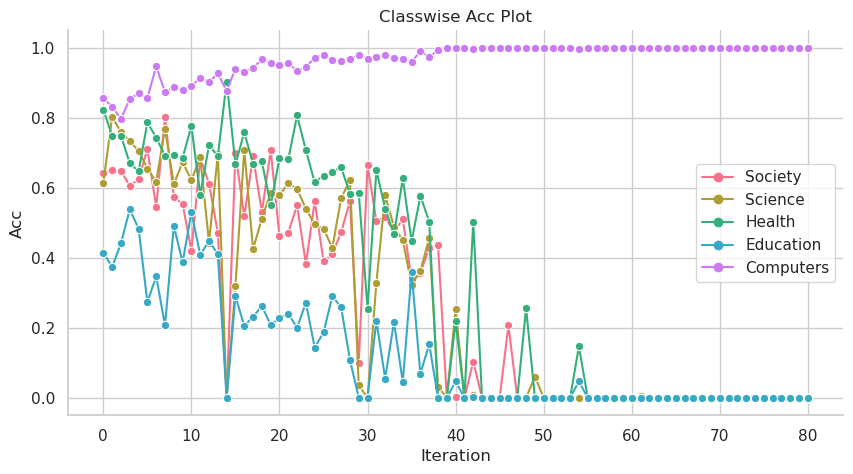 Classwise Acc Plot
1.0
0.8
0.6
0.4
0.2
0.0
Acc
Society
Science
Health
Education
Computers
0 10 20 30 40 50 60 70 80
Iteration